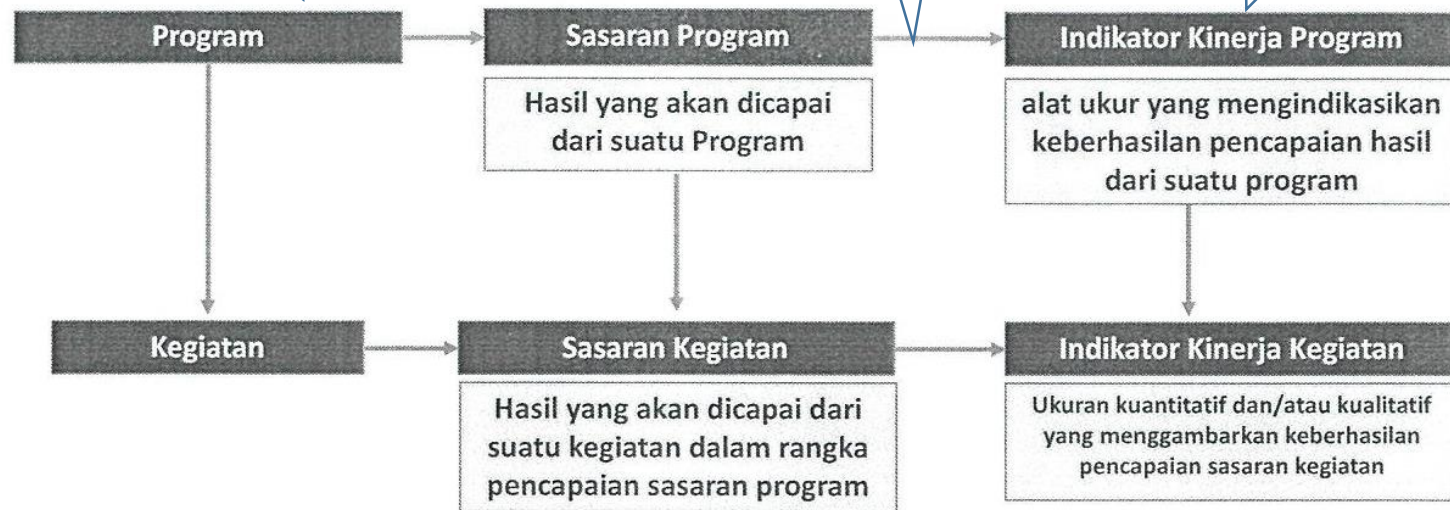 Program
Sasaran Program
Indikator Kinerja Program
Hasil yang akan dicapai
dari suatu Program
alat ukur yang mengindikasikan
keberhasilan pencapaian hasil
dari suatu program
Kegiatan
Sasaran Kegiatan
Indikator Kinerja Kegiatan
Hasil yang akan dicapai dari
suatu kegiatan dalam rangka
pencapaian sasaran program
Ukuran kuantitatif dan/atau kualitatif
yang menggambarkan keberhasilan
pencapaian sasaran kegiatan